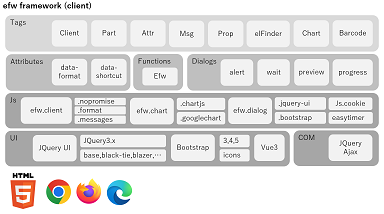 efw framework (client)
Tags
Client Part Attr Msg Prop elFinder Chart Barcode
Attributes
data-format
data-shortcut
Functions
Efw
Dialogs
alert wait preview progress
Js
efw.client
.nopromise
.format
.messages
efw.chart
.chartjs
.googlechart
efw.dialog
.jquery-ui
.bootstrap
Js.cookie
easytimer
UI
JQuery UI
JQuery3.x
base,black-tie,blazer,…
Bootstrap
3,4,5
icons
Vue3
COM
JQuery
Ajax
HTML
5